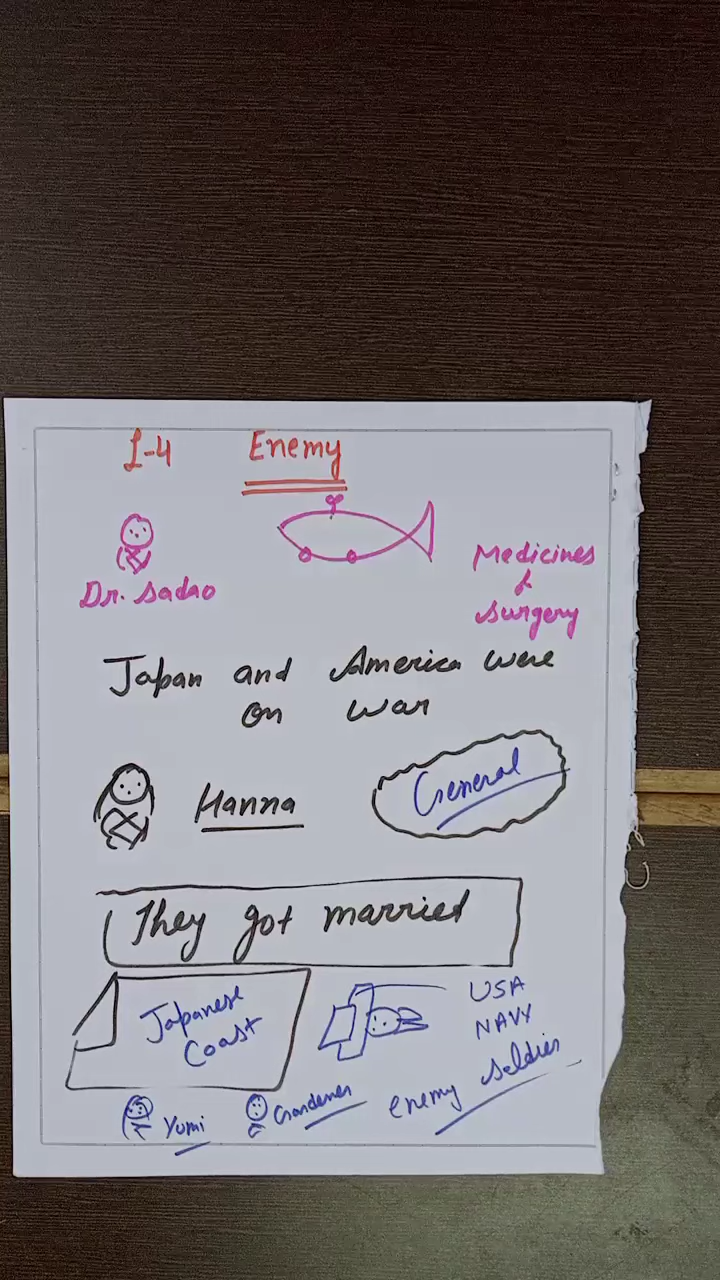 L-4 Enemy
Dr. Sadao
Medicines
&
Surgery
Japan and America were
on war
Hanna
General
They got married
Japanese
Coast
USA
NAVY
enemy soldier
Yumi
Gardener